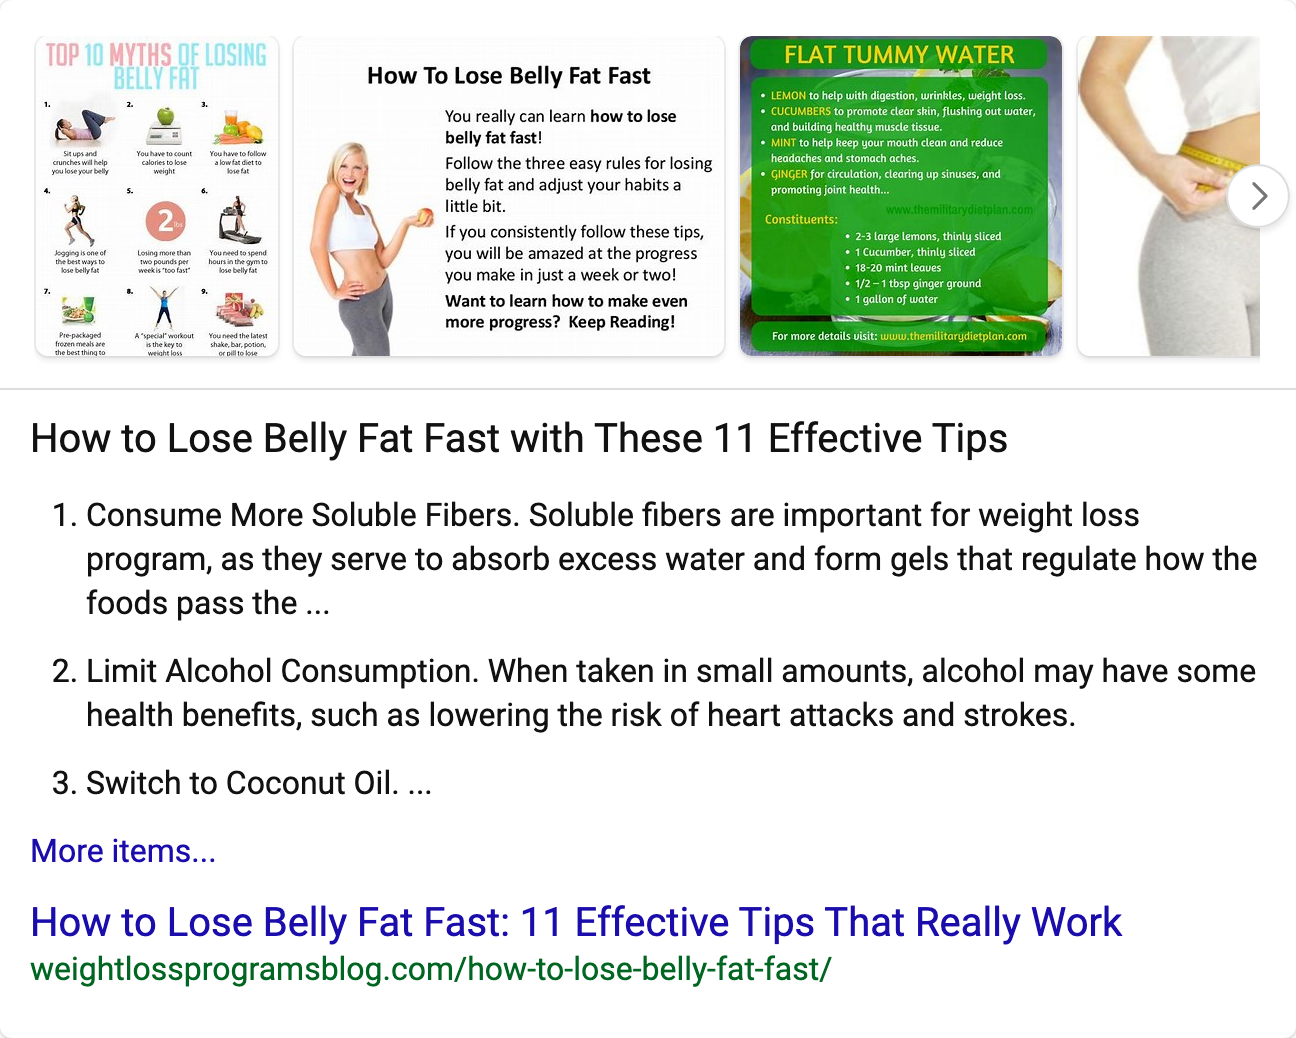 TOP 10 MYTHS OF LOSING
BELLY FAT
1.
Sit ups and
crunches will help
you lose your belly
2.
You have to count
calories to lose
weight
3.
You have to follow
a low fat diet to
lose fat
4.
Jogging is one of
the best ways to
lose belly fat
5.
2 lbs
Losing more than
two pounds per
week is "too fast"
6.
You need to spend
hours in the gym to
lose belly fat
7.
Pre-packaged
frozen meals are
the best thing to
8.
A "special" workout
is the key to
weight loss
9.
You need the latest
shake, bar, potion,
or pill to lose
How To Lose Belly Fat Fast
You really can learn how to lose
belly fat fast!
Follow the three easy rules for losing
belly fat and adjust your habits a
little bit.
If you consistently follow these tips,
you will be amazed at the progress
you make in just a week or two!
Want to learn how to make even
more progress? Keep Reading!
FLAT TUMMY WATER
• LEMON to help with digestion, wrinkles, weight loss.
• CUCUMBERS to promote clear skin, flushing out water,
and building healthy muscle tissue.
• MINT to help keep your mouth clean and reduce
headaches and stomach aches.
• GINGER for circulation, clearing up sinuses, and
promoting joint health...
www.themilitarydietplan.com
Constituents:
• 2-3 large lemons, thinly sliced
• 1 Cucumber, thinly sliced
• 18-20 mint leaves
• 1/2 – 1 tbsp ginger ground
• 1 gallon of water
For more details visit: www.themilitarydietplan.com
How to Lose Belly Fat Fast with These 11 Effective Tips
1. Consume More Soluble Fibers. Soluble fibers are important for weight loss
program, as they serve to absorb excess water and form gels that regulate how the
foods pass the ...
2. Limit Alcohol Consumption. When taken in small amounts, alcohol may have some
health benefits, such as lowering the risk of heart attacks and strokes.
3. Switch to Coconut Oil. ...
More items...
How to Lose Belly Fat Fast: 11 Effective Tips That Really Work
weightlossprogramsblog.com/how-to-lose-belly-fat-fast/